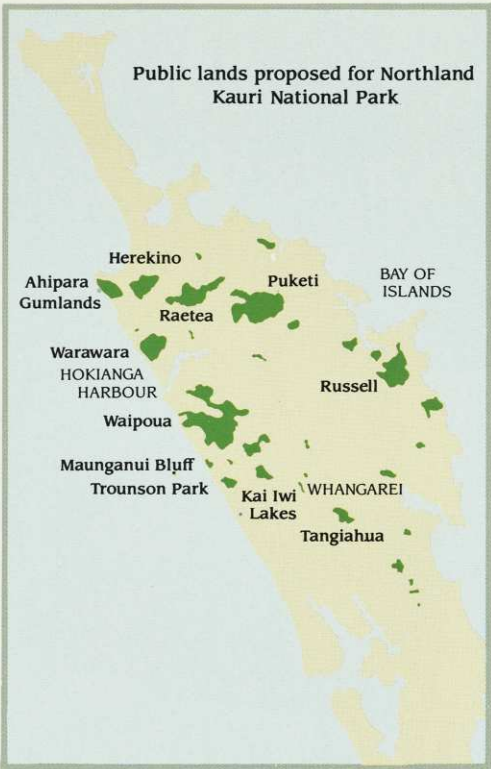 Public lands proposed for Northland
Kauri National Park
Herekino
Ahipara
Gumlands
Puketi
BAY OF
ISLANDS
Raetea
Warawara
HOKIANGA
HARBOUR
Russell
Waipoua
Maunganui Bluff
Trounson Park
Kai Iwi
Lakes
WHANGAREI
Tangiahua